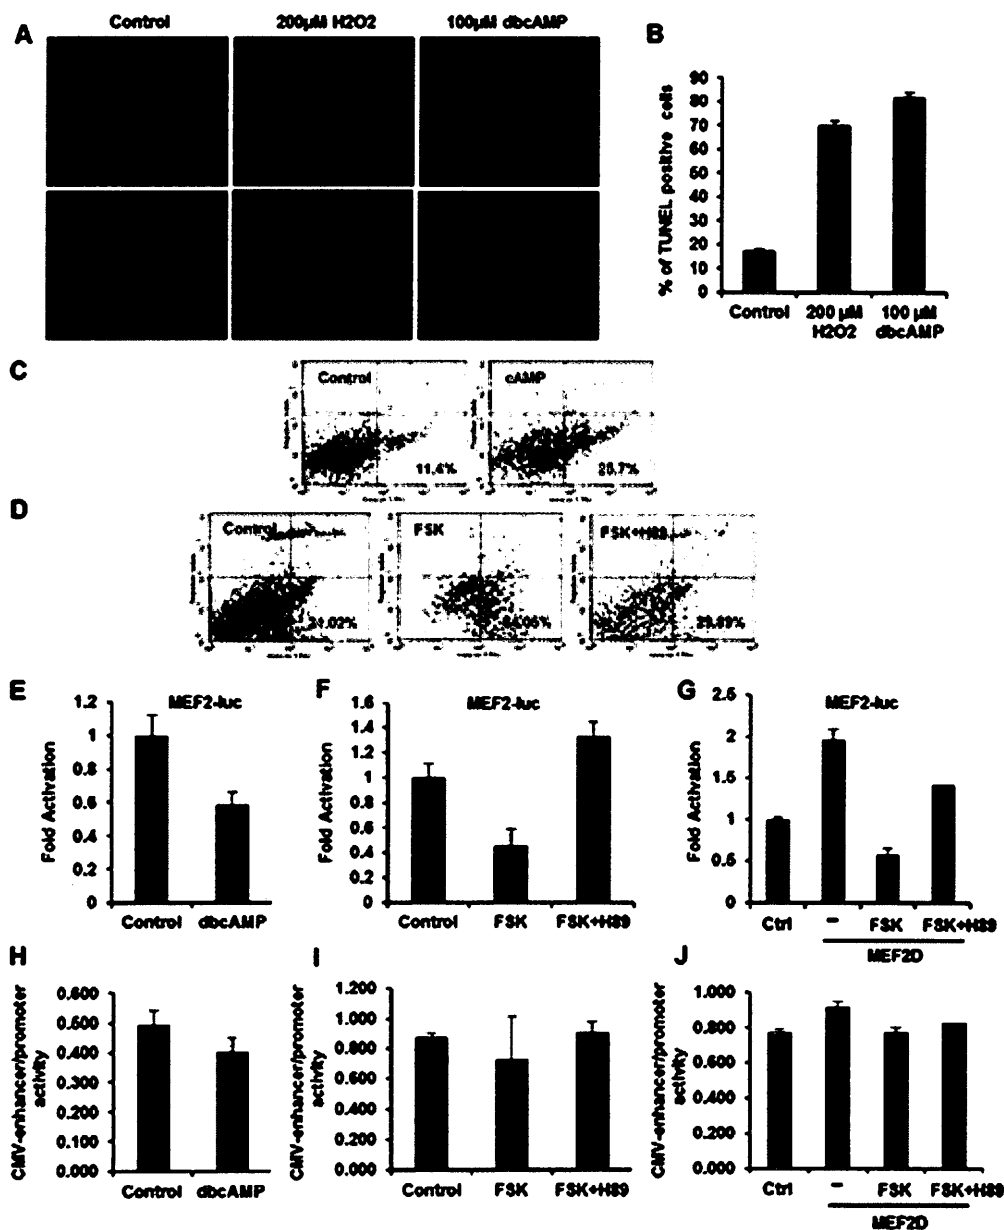 A
Control
200µM H2O2
100µM dbcAMP
B
% of TUNEL positive cells
90
80
70
60
50
40
30
20
10
0
Control
200 µM H2O2
100 µM dbcAMP
C
Control
11.4%
cAMP
25.7%
D
Control
FSK
FSK+H89
E
MEF2-luc
Fold Activation
1.2
1
0.8
0.6
0.4
0.2
0
Control
dbcAMP
F
MEF2-luc
Fold Activation
1.6
1.4
1.2
1
0.8
0.6
0.4
0.2
0
Control
FSK
FSK+H89
G
MEF2-luc
Fold Activation
2.5
2
1.5
1
0.5
0
Ctrl
–
FSK
FSK+H89
MEF2D
H
CMV-enhancer/promoter activity
0.600
0.500
0.400
0.300
0.200
0.100
0.000
Control
dbcAMP
I
CMV-enhancer/promoter activity
1.200
1.000
0.800
0.600
0.400
0.200
0.000
Control
FSK
FSK+H89
J
CMV-enhancer/promoter activity
1.000
0.800
0.600
0.400
0.200
0.000
Ctrl
–
FSK
FSK+H89
MEF2D